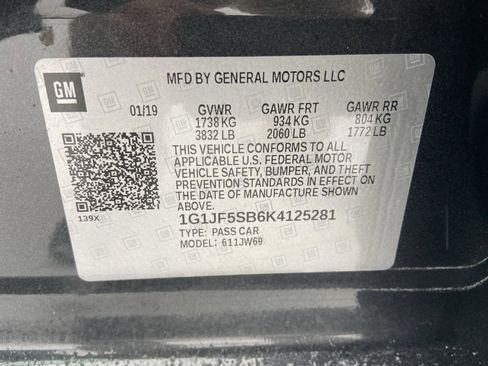 GM
MFD BY GENERAL MOTORS LLC
01/19 GVWR GAWR FRT GAWR RR
1738 KG 934 KG 804 KG
3832 LB 2060 LB 1772 LB
THIS VEHICLE CONFORMS TO ALL
APPLICABLE U.S. FEDERAL MOTOR
VEHICLE SAFETY, BUMPER, AND THEFT
PREVENTION STANDARDS IN EFFECT ON
THE DATE OF MANUFACTURE SHOWN
ABOVE.
139X
1G1JF5SB6K4125281
TYPE: PASS CAR
MODEL: 611JW69